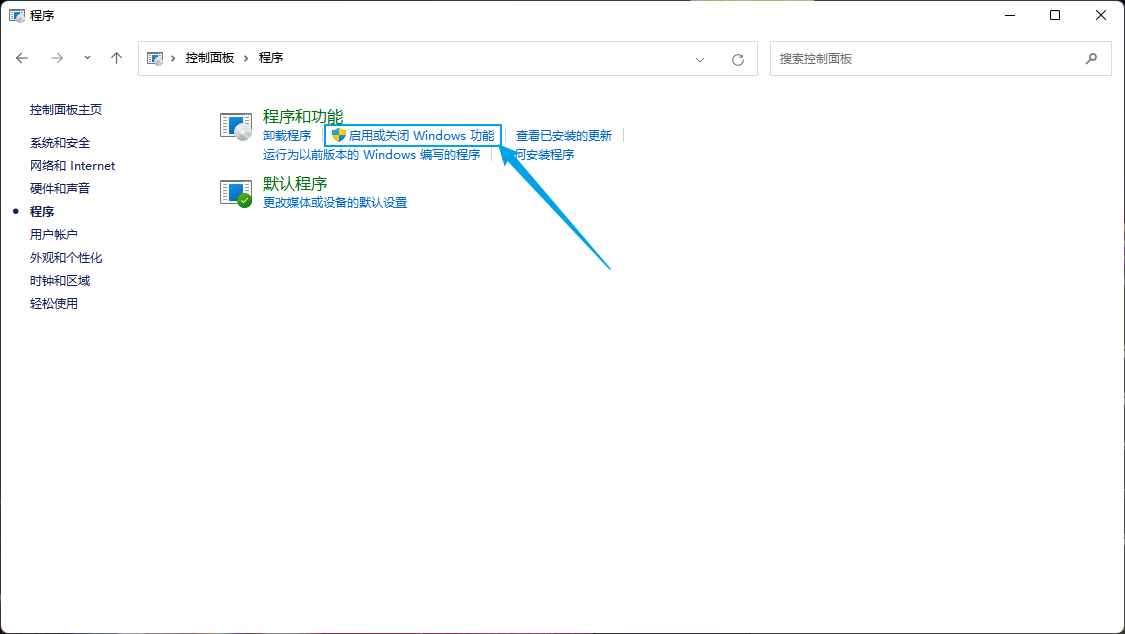 程序
控制面板 › 程序
搜索控制面板
控制面板主页
系统和安全
网络和 Internet
硬件和声音
程序
用户帐户
外观和个性化
时钟和区域
轻松使用
程序和功能
卸载程序 启用或关闭 Windows 功能 查看已安装的更新
运行为以前版本的 Windows 编写的程序 何安装程序
默认程序
更改媒体或设备的默认设置